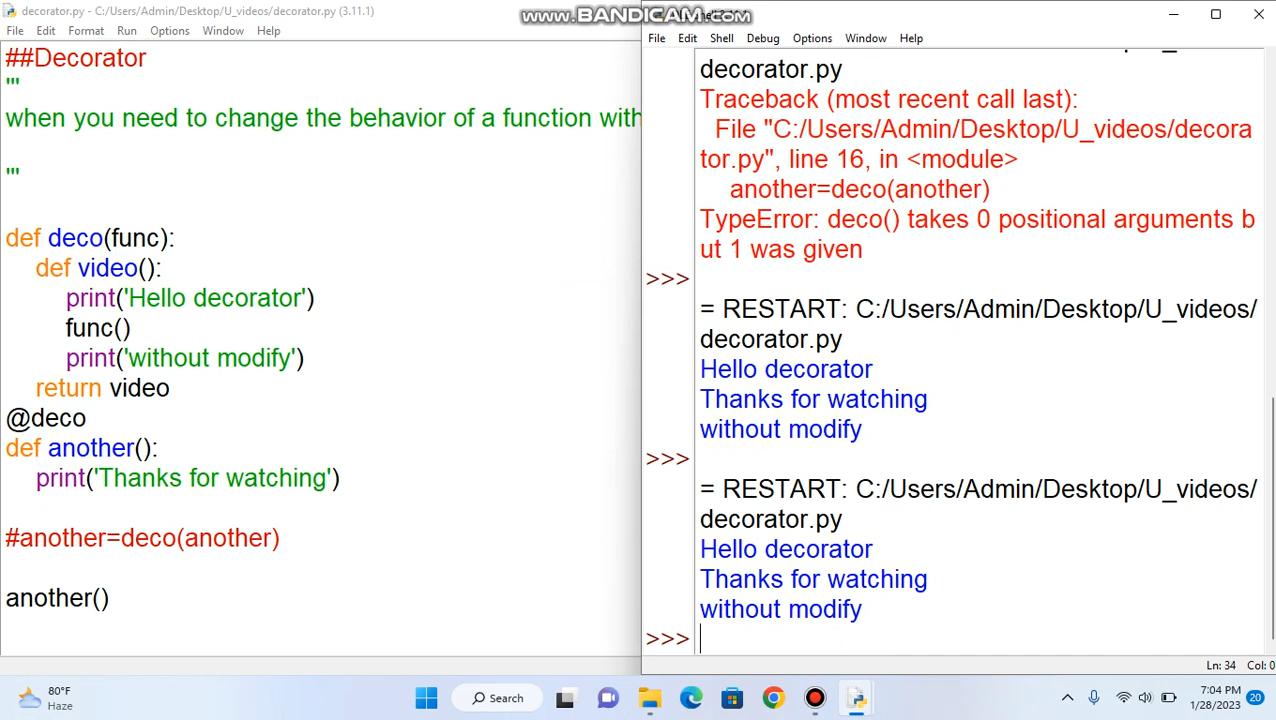 decorator.py - C:/Users/Admin/Desktop/U_videos/decorator.py (3.11.1)
File Edit Format Run Options Window Help
##Decorator
'''
when you need to change the behavior of a function with
'''
def deco(func):
def video():
print('Hello decorator')
func()
print('without modify')
return video
@deco
def another():
print('Thanks for watching')
#another=deco(another)
another()
www.BANDICAM.com
File Edit Shell Debug Options Window Help
decorator.py
Traceback (most recent call last):
File "C:/Users/Admin/Desktop/U_videos/decora
tor.py", line 16, in <module>
another=deco(another)
TypeError: deco() takes 0 positional arguments b
ut 1 was given
>>>
= RESTART: C:/Users/Admin/Desktop/U_videos/
decorator.py
Hello decorator
Thanks for watching
without modify
>>>
= RESTART: C:/Users/Admin/Desktop/U_videos/
decorator.py
Hello decorator
Thanks for watching
without modify
>>>
Ln: 34 Col: 0
80°F
Haze
Search
7:04 PM
1/28/2023
20